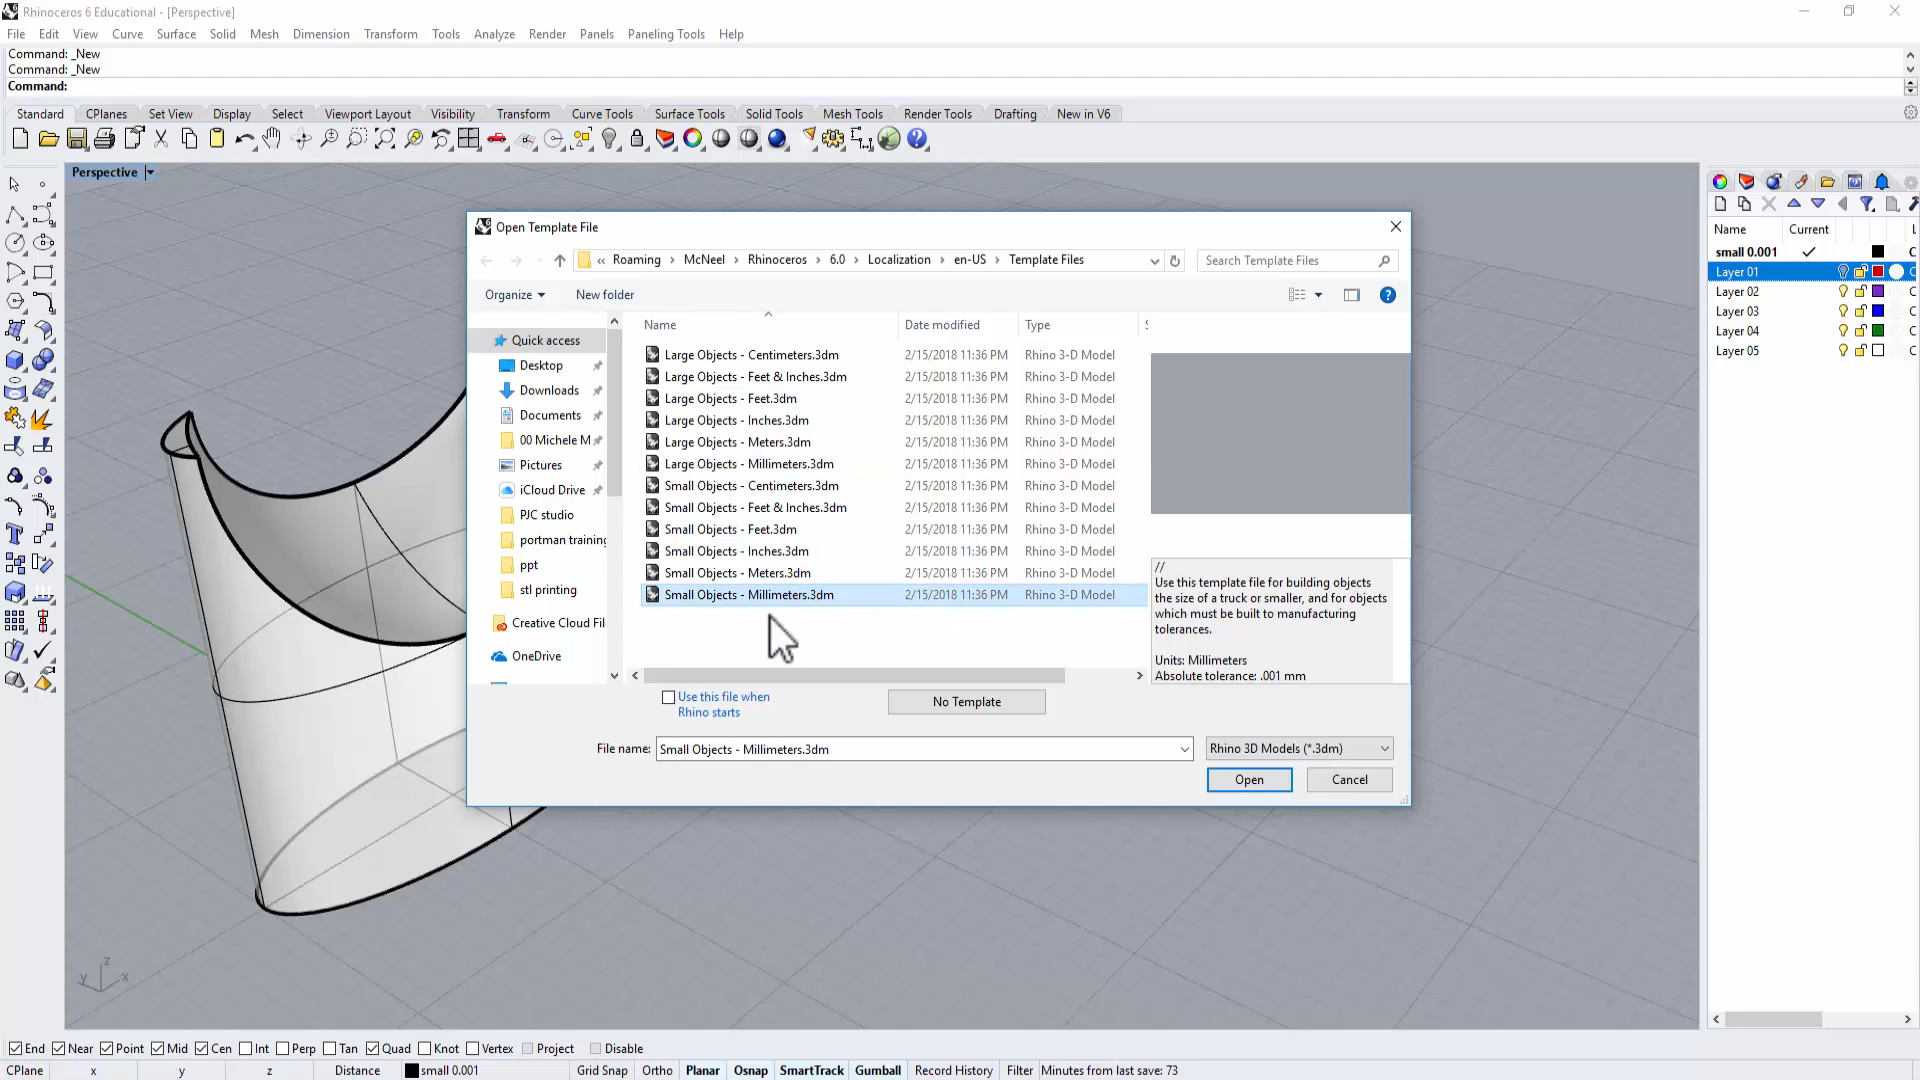 Rhinoceros 6 Educational - [Perspective]
File Edit View Curve Surface Solid Mesh Dimension Transform Tools Analyze Render Panels Paneling Tools Help
Command: _New
Command: _New
Command:
Standard CPlanes Set View Display Select Viewport Layout Visibility Transform Curve Tools Surface Tools Solid Tools Mesh Tools Render Tools Drafting New in V6
Perspective
Open Template File
« Roaming > McNeel > Rhinoceros > 6.0 > Localization > en-US > Template Files
Search Template Files
Organize New folder
Quick access
Desktop
Downloads
Documents
00 Michele M
Pictures
iCloud Drive
PJC studio
portman training
ppt
stl printing
Creative Cloud Fil
OneDrive
Name Date modified Type S
Large Objects - Centimeters.3dm 2/15/2018 11:36 PM Rhino 3-D Model
Large Objects - Feet & Inches.3dm 2/15/2018 11:36 PM Rhino 3-D Model
Large Objects - Feet.3dm 2/15/2018 11:36 PM Rhino 3-D Model
Large Objects - Inches.3dm 2/15/2018 11:36 PM Rhino 3-D Model
Large Objects - Meters.3dm 2/15/2018 11:36 PM Rhino 3-D Model
Large Objects - Millimeters.3dm 2/15/2018 11:36 PM Rhino 3-D Model
Small Objects - Centimeters.3dm 2/15/2018 11:36 PM Rhino 3-D Model
Small Objects - Feet & Inches.3dm 2/15/2018 11:36 PM Rhino 3-D Model
Small Objects - Feet.3dm 2/15/2018 11:36 PM Rhino 3-D Model
Small Objects - Inches.3dm 2/15/2018 11:36 PM Rhino 3-D Model
Small Objects - Meters.3dm 2/15/2018 11:36 PM Rhino 3-D Model
Small Objects - Millimeters.3dm 2/15/2018 11:36 PM Rhino 3-D Model
//
Use this template file for building objects
the size of a truck or smaller, and for objects
which must be built to manufacturing
tolerances.
Units: Millimeters
Absolute tolerance: .001 mm
Use this file when
Rhino starts
No Template
File name: Small Objects - Millimeters.3dm
Rhino 3D Models (*.3dm)
Open Cancel
Name Current L
small 0.001 C
Layer 01 C
Layer 02 C
Layer 03 C
Layer 04 C
Layer 05 C
z
y x
End Near Point Mid Cen Int Perp Tan Quad Knot Vertex Project Disable
CPlane x y z Distance small 0.001 Grid Snap Ortho Planar Osnap SmartTrack Gumball Record History Filter Minutes from last save: 73